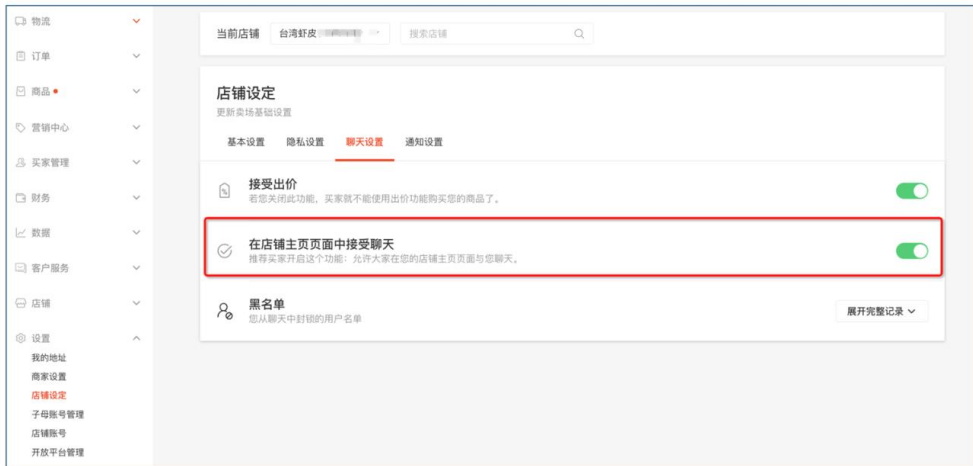 物流
订单
商品
营销中心
买家管理
财务
数据
客户服务
店铺
设置
我的地址
商家设置
店铺设定
子母账号管理
店铺账号
开放平台管理
当前店铺 台湾虾皮 搜索店铺
店铺设定
更新卖场基础设置
基本设置 隐私设置 聊天设置 通知设置
接受出价
若您关闭此功能，买家就不能使用出价功能购买您的商品了。
在店铺主页页面中接受聊天
推荐买家开启这个功能：允许大家在您的店铺主页页面与您聊天。
黑名单
您从聊天中封锁的用户名单
展开完整记录